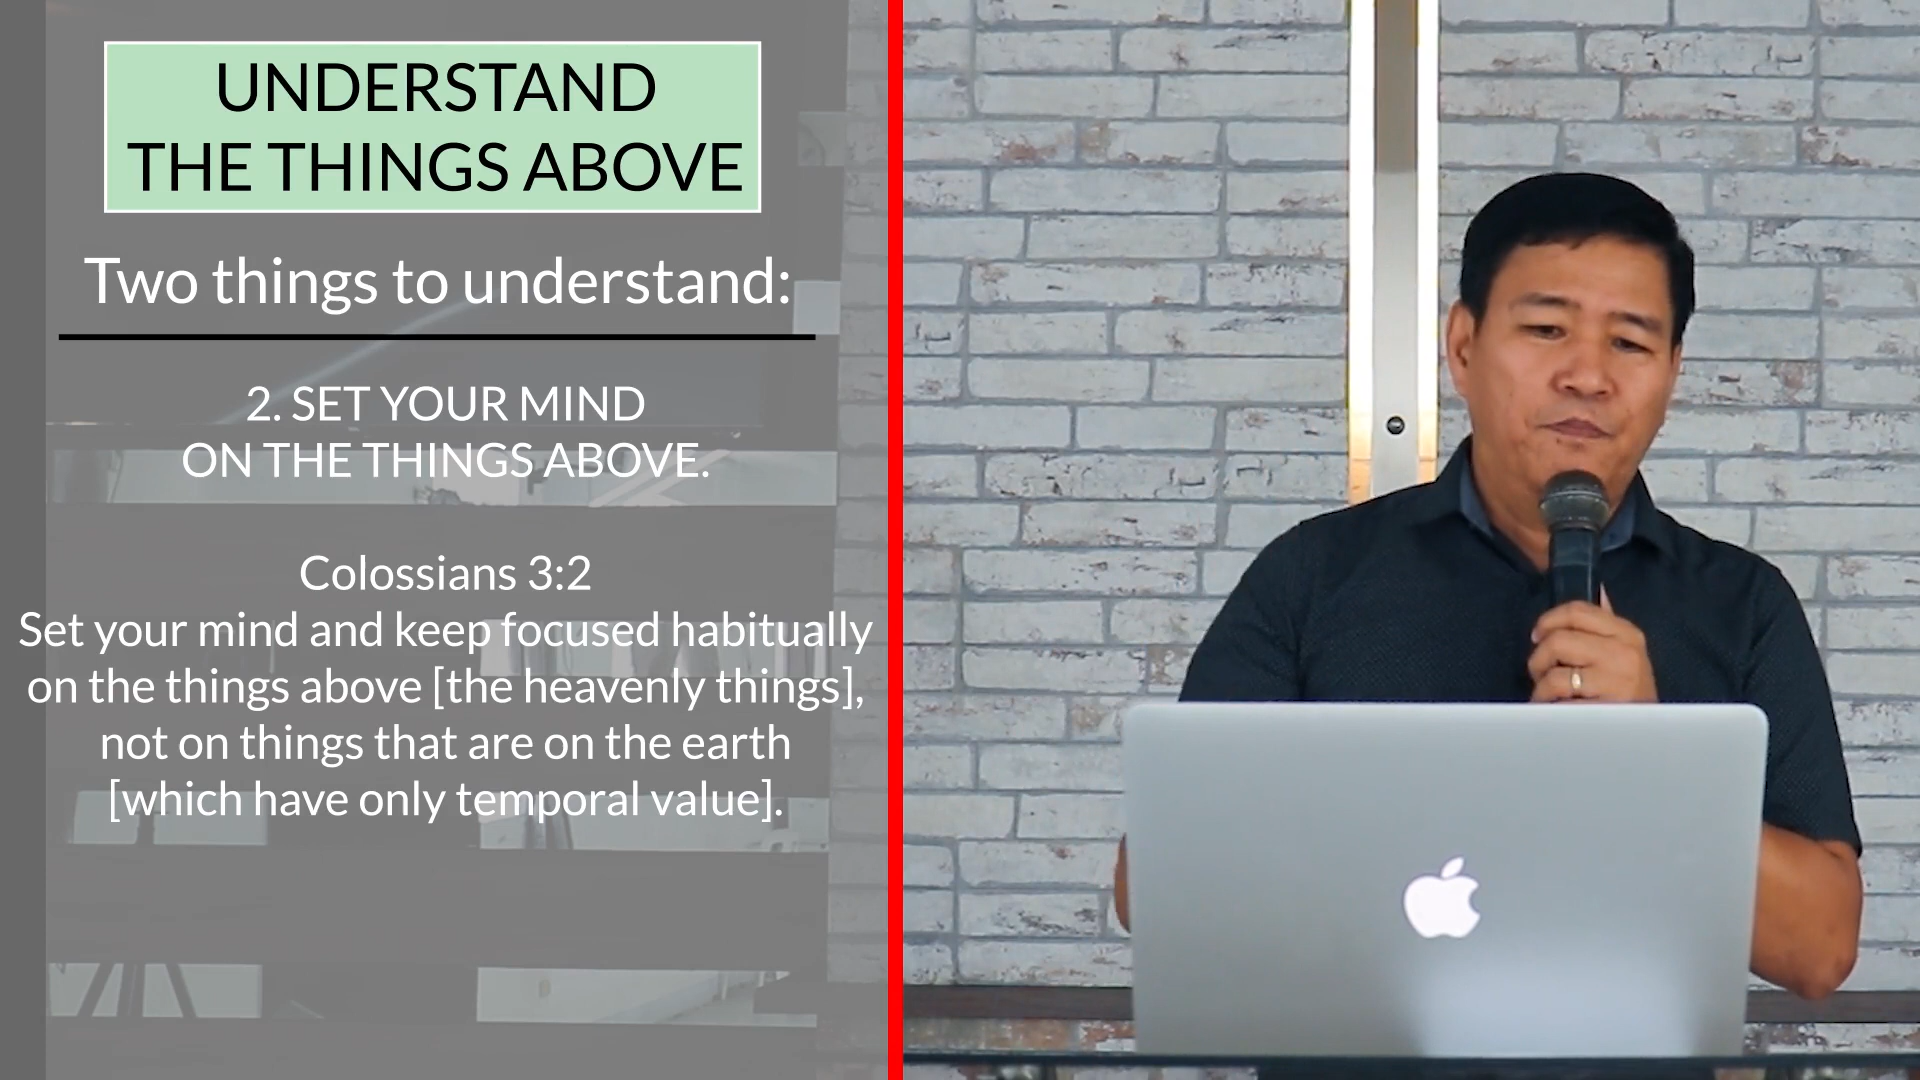 UNDERSTAND
THE THINGS ABOVE
Two things to understand:
2. SET YOUR MIND
ON THE THINGS ABOVE.
Colossians 3:2
Set your mind and keep focused habitually
on the things above [the heavenly things],
not on things that are on the earth
[which have only temporal value].